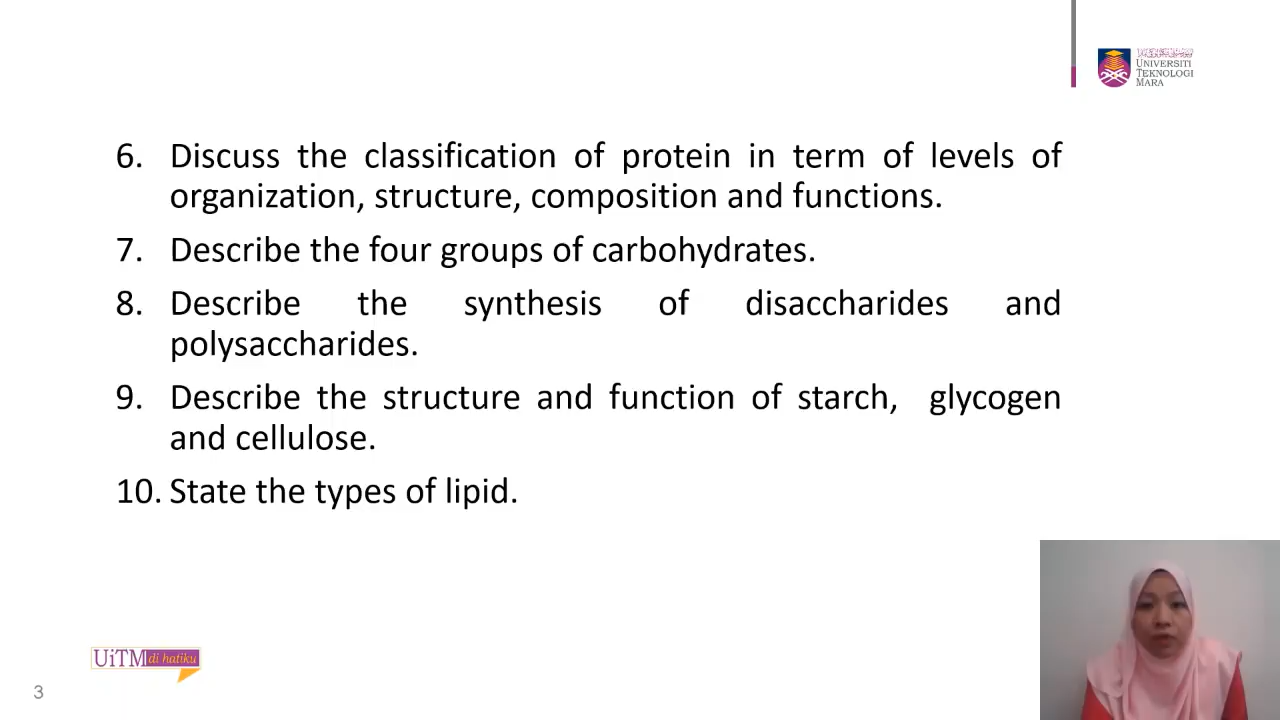 UNIVERSITI
TEKNOLOGI
MARA
6. Discuss the classification of protein in term of levels of
organization, structure, composition and functions.
7. Describe the four groups of carbohydrates.
8. Describe the synthesis of disaccharides and
polysaccharides.
9. Describe the structure and function of starch, glycogen
and cellulose.
10. State the types of lipid.
UiTM di hatiku
3